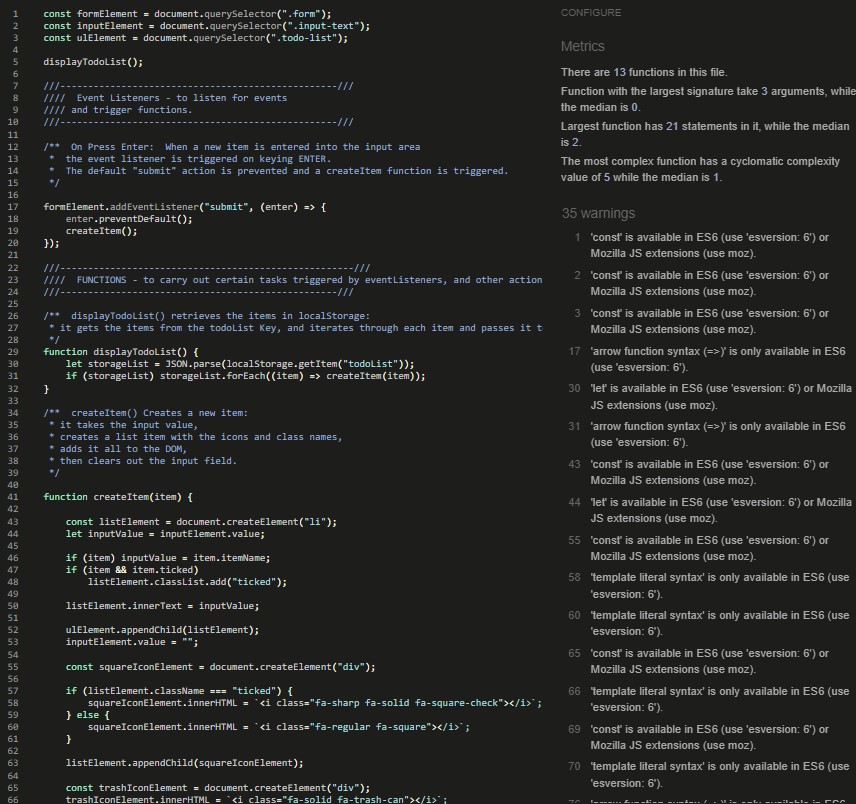 1 const formElement = document.querySelector(".form");
2 const inputElement = document.querySelector(".input-text");
3 const ulElement = document.querySelector(".todo-list");
4
5 displayTodoList();
6
7 ///----------------------------------------------///
8 //// Event Listeners - to listen for events
9 //// and trigger functions.
10 ///----------------------------------------------///
11
12 /** On Press Enter: When a new item is entered into the input area
13 * the event listener is triggered on keying ENTER.
14 * The default "submit" action is prevented and a createItem function is triggered.
15 */
16
17 formElement.addEventListener("submit", (enter) => {
18 enter.preventDefault();
19 createItem();
20 });
21
22 ///-------------------------------------------------///
23 //// FUNCTIONS - to carry out certain tasks triggered by eventListeners, and other action
24 ///----------------------------------------------///
25
26 /** displayTodoList() retrieves the items in localStorage:
27 * it gets the items from the todoList Key, and iterates through each item and passes it t
28 */
29 function displayTodoList() {
30 let storageList = JSON.parse(localStorage.getItem("todoList"));
31 if (storageList) storageList.forEach((item) => createItem(item));
32 }
33
34 /** createItem() Creates a new item:
35 * it takes the input value,
36 * creates a list item with the icons and class names,
37 * adds it all to the DOM,
38 * then clears out the input field.
39 */
40
41 function createItem(item) {
42
43 const listElement = document.createElement("li");
44 let inputValue = inputElement.value;
45
46 if (item) inputValue = item.itemName;
47 if (item && item.ticked)
48 listElement.classList.add("ticked");
49
50 listElement.innerText = inputValue;
51
52 ulElement.appendChild(listElement);
53 inputElement.value = "";
54
55 const squareIconElement = document.createElement("div");
56
57 if (listElement.className === "ticked") {
58 squareIconElement.innerHTML = `<i class="fa-sharp fa-solid fa-square-check"></i>`;
59 } else {
60 squareIconElement.innerHTML = `<i class="fa-regular fa-square"></i>`;
61 }
62
63 listElement.appendChild(squareIconElement);
64
65 const trashIconElement = document.createElement("div");
66 trashIconElement.innerHTML = `<i class="fa-solid fa-trash-can"></i>`;
CONFIGURE
Metrics
There are 13 functions in this file.
Function with the largest signature take 3 arguments, while
the median is 0.
Largest function has 21 statements in it, while the median
is 2.
The most complex function has a cyclomatic complexity
value of 5 while the median is 1.
35 warnings
1 'const' is available in ES6 (use 'esversion: 6') or
Mozilla JS extensions (use moz).
2 'const' is available in ES6 (use 'esversion: 6') or
Mozilla JS extensions (use moz).
3 'const' is available in ES6 (use 'esversion: 6') or
Mozilla JS extensions (use moz).
17 'arrow function syntax (=>)' is only available in ES6
(use 'esversion: 6').
30 'let' is available in ES6 (use 'esversion: 6') or Mozilla
JS extensions (use moz).
31 'arrow function syntax (=>)' is only available in ES6
(use 'esversion: 6').
43 'const' is available in ES6 (use 'esversion: 6') or
Mozilla JS extensions (use moz).
44 'let' is available in ES6 (use 'esversion: 6') or Mozilla
JS extensions (use moz).
55 'const' is available in ES6 (use 'esversion: 6') or
Mozilla JS extensions (use moz).
58 'template literal syntax' is only available in ES6 (use
'esversion: 6').
60 'template literal syntax' is only available in ES6 (use
'esversion: 6').
65 'const' is available in ES6 (use 'esversion: 6') or
Mozilla JS extensions (use moz).
66 'template literal syntax' is only available in ES6 (use
'esversion: 6').
69 'const' is available in ES6 (use 'esversion: 6') or
Mozilla JS extensions (use moz).
70 'template literal syntax' is only available in ES6 (use
'esversion: 6').